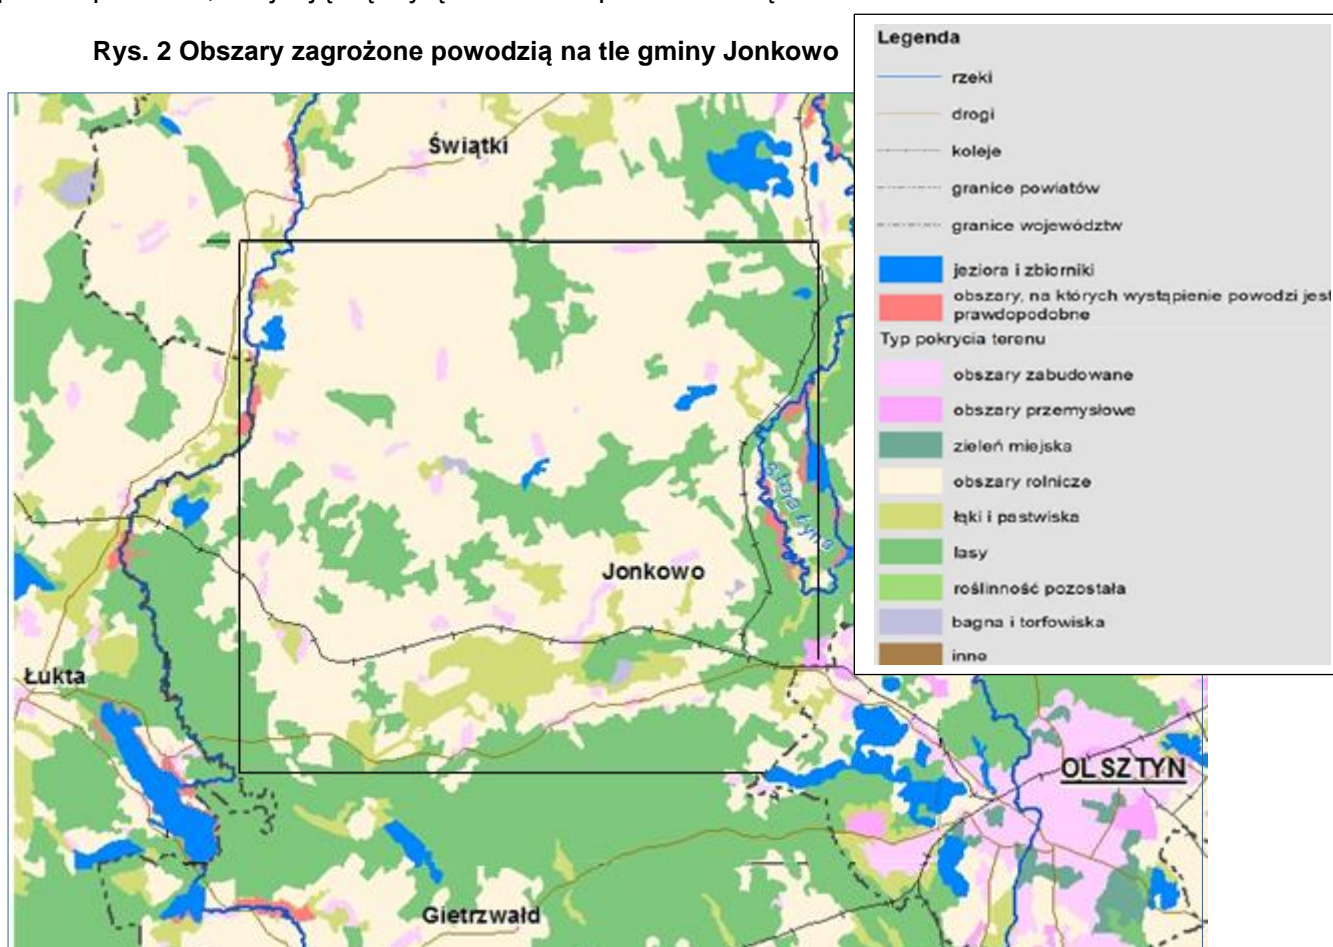 Rys. 2 Obszary zagrożone powodzią na tle gminy Jonkowo
Legenda
rzeki
drogi
koleje
granice powiatów
granice województw
jeziora i zbiorniki
obszary, na których wystąpienie powodzi jest
prawdopodobne
Typ pokrycia terenu
obszary zabudowane
obszary przemysłowe
zieleń miejska
obszary rolnicze
łąki i pastwiska
lasy
roślinność pozostała
bagna i torfowiska
inne
Świątki
Jonkowo
Łukta
OLSZTYN
Gietrzwałd